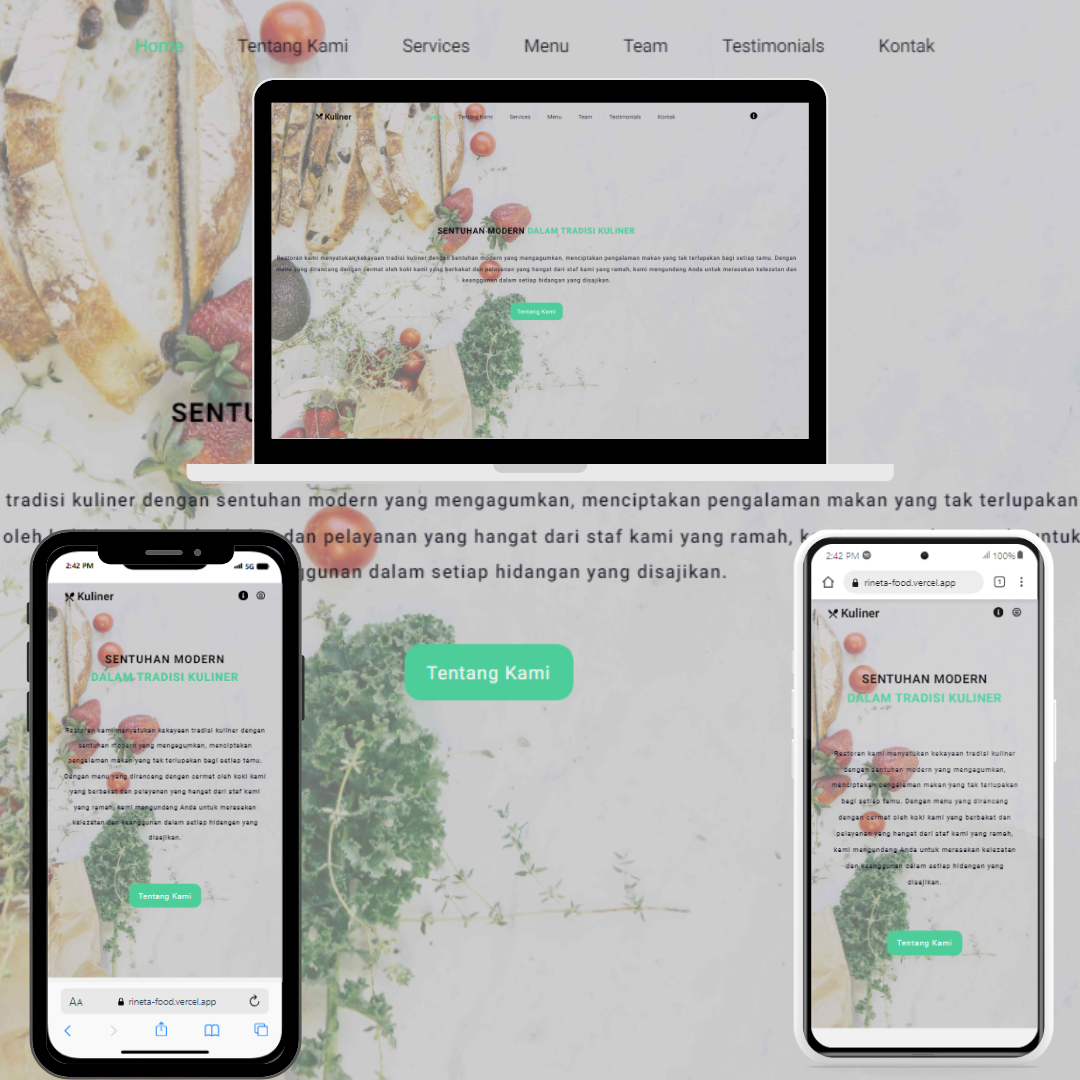 Home Tentang Kami Services Menu Team Testimonials Kontak
Kuliner Tentang Kami Services Menu Team Testimonials Kontak
SENTUHAN MODERN DALAM TRADISI KULINER
Restoran kami menyatukan kekayaan tradisi kuliner dengan sentuhan modern yang mengagumkan, menciptakan pengalaman makan yang tak terlupakan bagi setiap tamu. Dengan
menu yang dirancang dengan cermat oleh koki kami yang berbakat dan pelayanan yang hangat dari staf kami yang ramah, kami mengundang Anda untuk merasakan kelezatan dan
keanggunan dalam setiap hidangan yang disajikan.
Tentang Kami
SENTU
tradisi kuliner dengan sentuhan modern yang mengagumkan, menciptakan pengalaman makan yang tak terlupakan
oleh dan pelayanan yang hangat dari staf kami yang ramah, k ntuk
ggunan dalam setiap hidangan yang disajikan.
Tentang Kami
2:42 PM 5G
Kuliner
SENTUHAN MODERN
DALAM TRADISI KULINER
Restoran kami menyatukan kekayaan tradisi kuliner dengan
sentuhan modern yang mengagumkan, menciptakan
pengalaman makan yang tak terlupakan bagi setiap tamu.
Dengan menu yang dirancang dengan cermat oleh koki kami
yang berbakat dan pelayanan yang hangat dari staf kami
yang ramah, kami mengundang Anda untuk merasakan
kelezatan dan keanggunan dalam setiap hidangan yang
disajikan.
Tentang Kami
AA rineta-food.vercel.app
2:42 PM 100%
rineta-food.vercel.app 1
Kuliner
SENTUHAN MODERN
DALAM TRADISI KULINER
Restoran kami menyatukan kekayaan tradisi kuliner
dengan sentuhan modern yang mengagumkan,
menciptakan pengalaman makan yang tak terlupakan
bagi setiap tamu. Dengan menu yang dirancang
dengan cermat oleh koki kami yang berbakat dan
pelayanan yang hangat dari staf kami yang ramah,
kami mengundang Anda untuk merasakan kelezatan
dan keanggunan dalam setiap hidangan yang
disajikan.
Tentang Kami